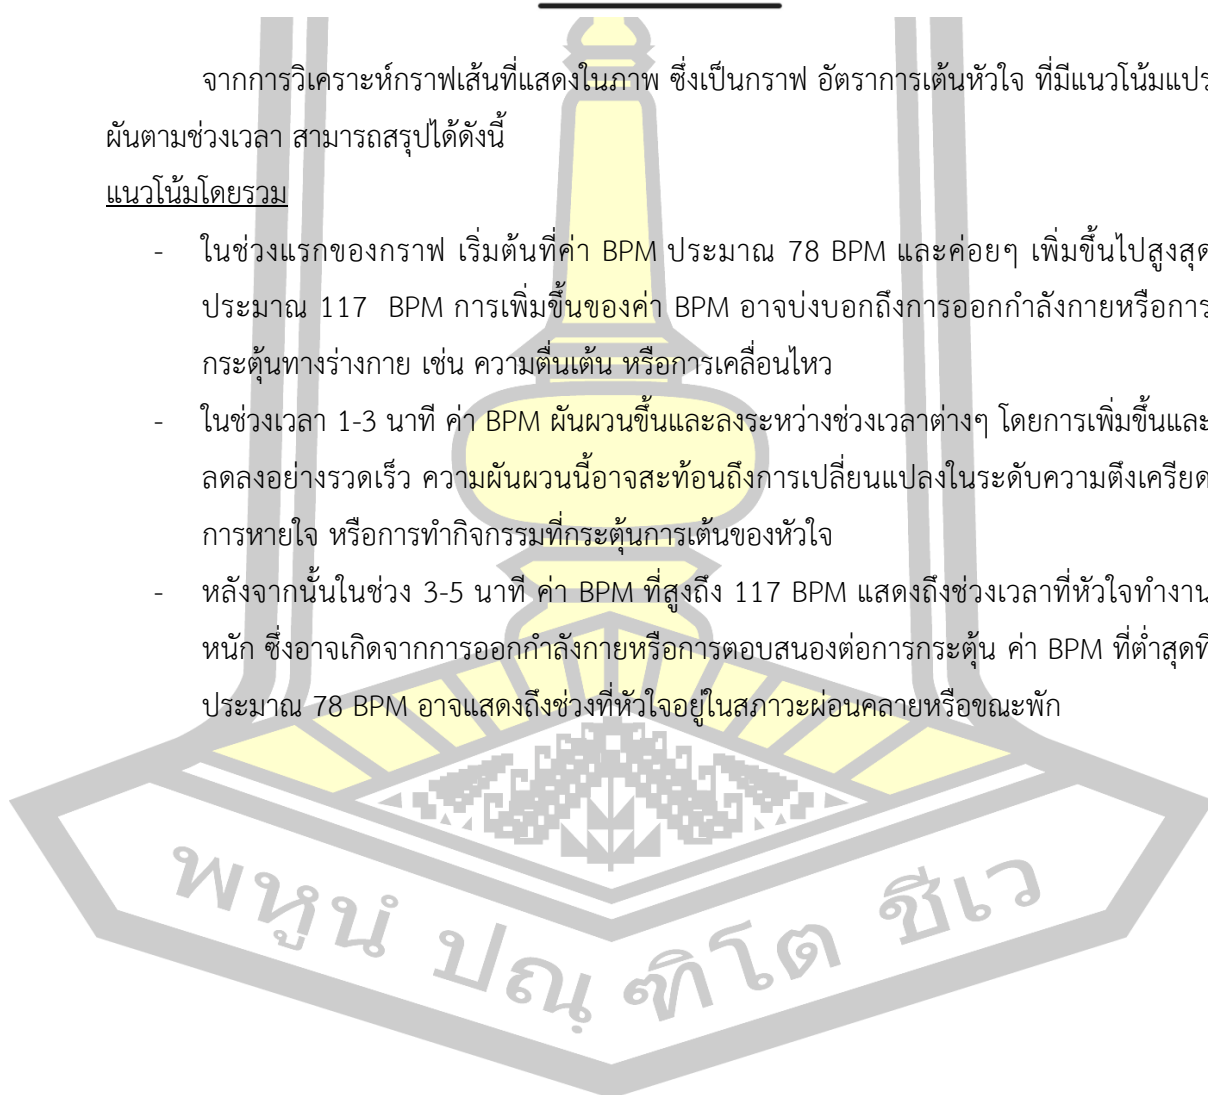 จากการวิเคราะห์กราฟเส้นที่แสดงในภาพ ซึ่งเป็นกราฟ อัตราการเต้นหัวใจ ที่มีแนวโน้มแปร
ผันตามช่วงเวลา สามารถสรุปได้ดังนี้
แนวโน้มโดยรวม
- ในช่วงแรกของกราฟ เริ่มต้นที่ค่า BPM ประมาณ 78 BPM และค่อยๆ เพิ่มขึ้นไปสูงสุด
ประมาณ 117 BPM การเพิ่มขึ้นของค่า BPM อาจบ่งบอกถึงการออกกำลังกายหรือการ
กระตุ้นทางร่างกาย เช่น ความตื่นเต้น หรือการเคลื่อนไหว
- ในช่วงเวลา 1-3 นาที ค่า BPM ผันผวนขึ้นและลงระหว่างช่วงเวลาต่างๆ โดยการเพิ่มขึ้นและ
ลดลงอย่างรวดเร็ว ความผันผวนนี้อาจสะท้อนถึงการเปลี่ยนแปลงในระดับความตึงเครียด
การหายใจ หรือการทำกิจกรรมที่กระตุ้นการเต้นของหัวใจ
- หลังจากนั้นในช่วง 3-5 นาที ค่า BPM ที่สูงถึง 117 BPM แสดงถึงช่วงเวลาที่หัวใจทำงาน
หนัก ซึ่งอาจเกิดจากการออกกำลังกายหรือการตอบสนองต่อการกระตุ้น ค่า BPM ที่ต่ำสุดที่
ประมาณ 78 BPM อาจแสดงถึงช่วงที่หัวใจอยู่ในสภาวะผ่อนคลายหรือขณะพัก
พหูนํ ปณฺฑิโต ชีเว